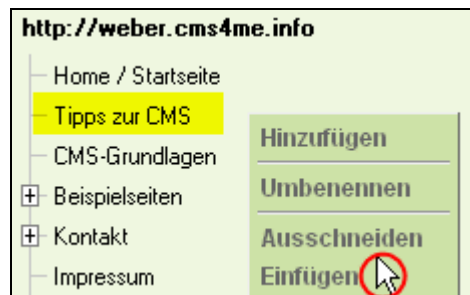 http://weber.cms4me.info
Home / Startseite
Tipps zur CMS
CMS-Grundlagen
Beispielseiten
Kontakt
Impressum
Hinzufügen
Umbenennen
Ausschneiden
Einfügen